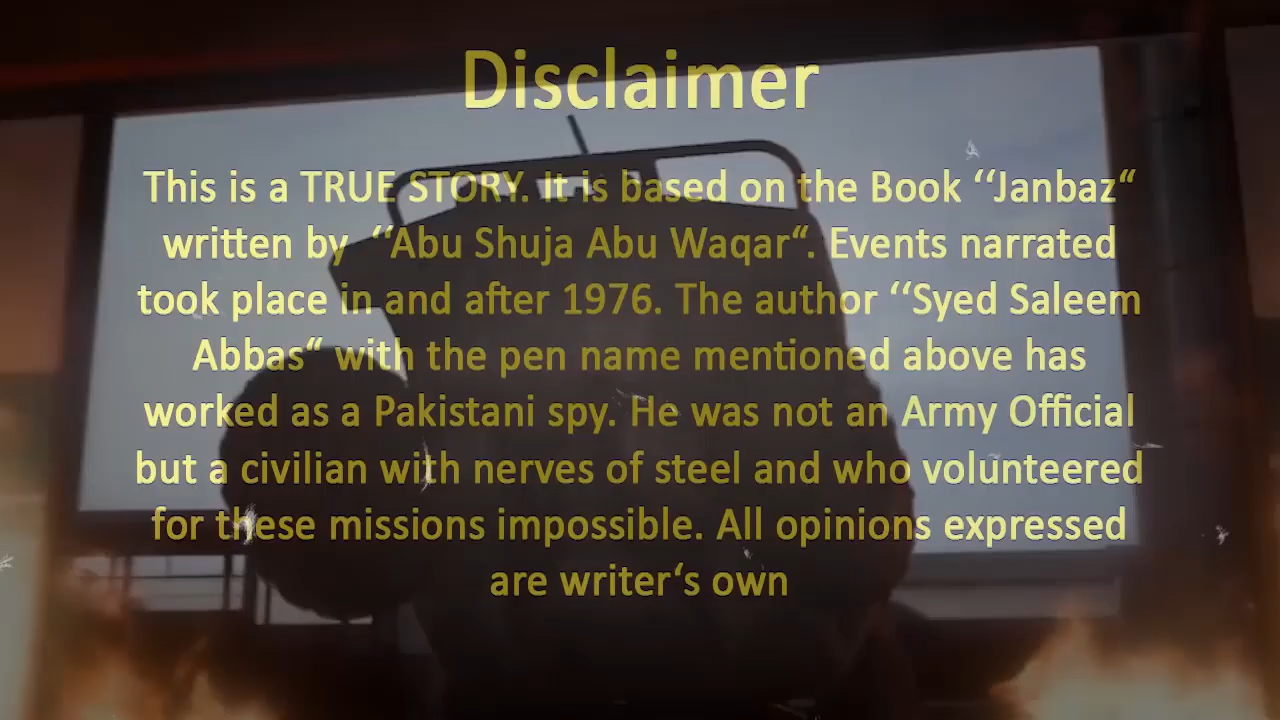 Disclaimer
This is a TRUE STORY. It is based on the Book ‘‘Janbaz“
written by ‘‘Abu Shuja Abu Waqar“. Events narrated
took place in and after 1976. The author ‘‘Syed Saleem
Abbas“ with the pen name mentioned above has
worked as a Pakistani spy. He was not an Army Official
but a civilian with nerves of steel and who volunteered
for these missions impossible. All opinions expressed
are writer‘s own